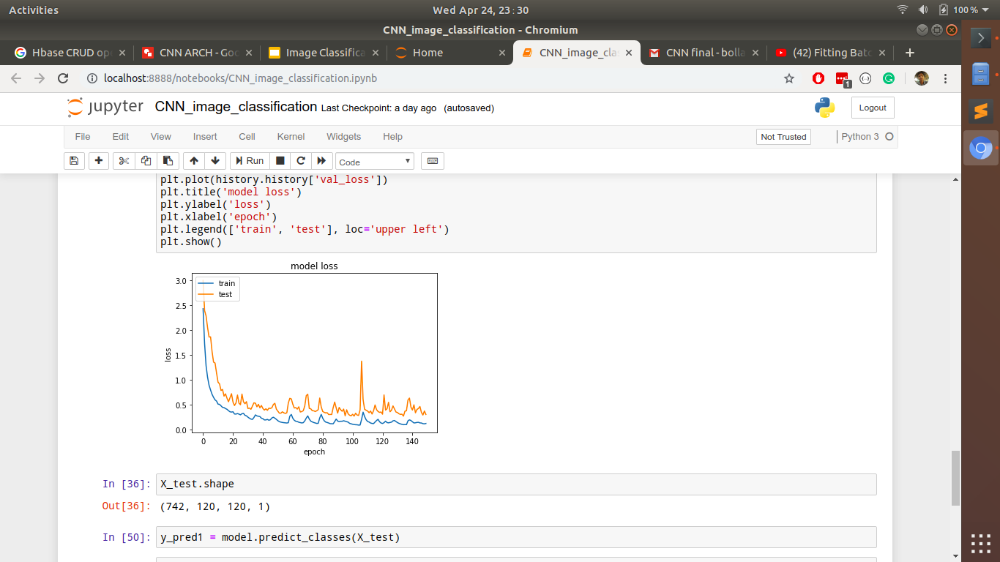 Activities
Wed Apr 24, 23:30
100%
CNN_image_classification - Chromium
Hbase CRUD op
CNN ARCH - Goo
Image Classifica
Home
CNN_image_cla
CNN final - bolla
(42) Fitting Batc
localhost:8888/notebooks/CNN_image_classification.ipynb
1
jupyter CNN_image_classification Last Checkpoint: a day ago (autosaved)
Logout
File Edit View Insert Cell Kernel Widgets Help
Not Trusted
Python 3
Run
Code
plt.plot(history.history['val_loss'])
plt.title('model loss')
plt.ylabel('loss')
plt.xlabel('epoch')
plt.legend(['train', 'test'], loc='upper left')
plt.show()
model loss
train
test
3.0
2.5
2.0
1.5
1.0
0.5
0.0
loss
0 20 40 60 80 100 120 140
epoch
In [36]: X_test.shape
Out[36]: (742, 120, 120, 1)
In [50]: y_pred1 = model.predict_classes(X_test)